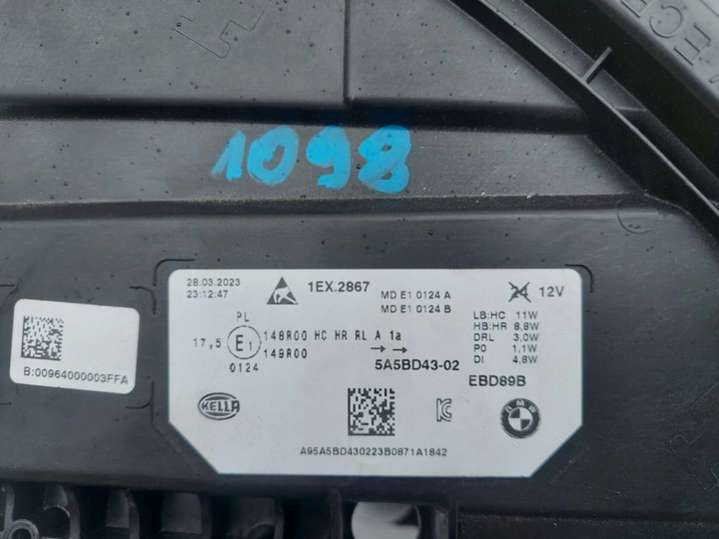 ECE
1098
28.03.2023
23:12:47
1EX.2867
MD E1 0124 A
MD E1 0124 B
12V
PL
17,5
E1
148R00 HC HR RL A 1a
149R00
0124
5A5BD43-02
LB:HC 11W
HB:HR 8,8W
DRL 3,0W
PO 1,1W
DI 4,8W
EBD89B
B:00964000003FFA
HELLA
BMW
A95A5BD430223B0871A1842